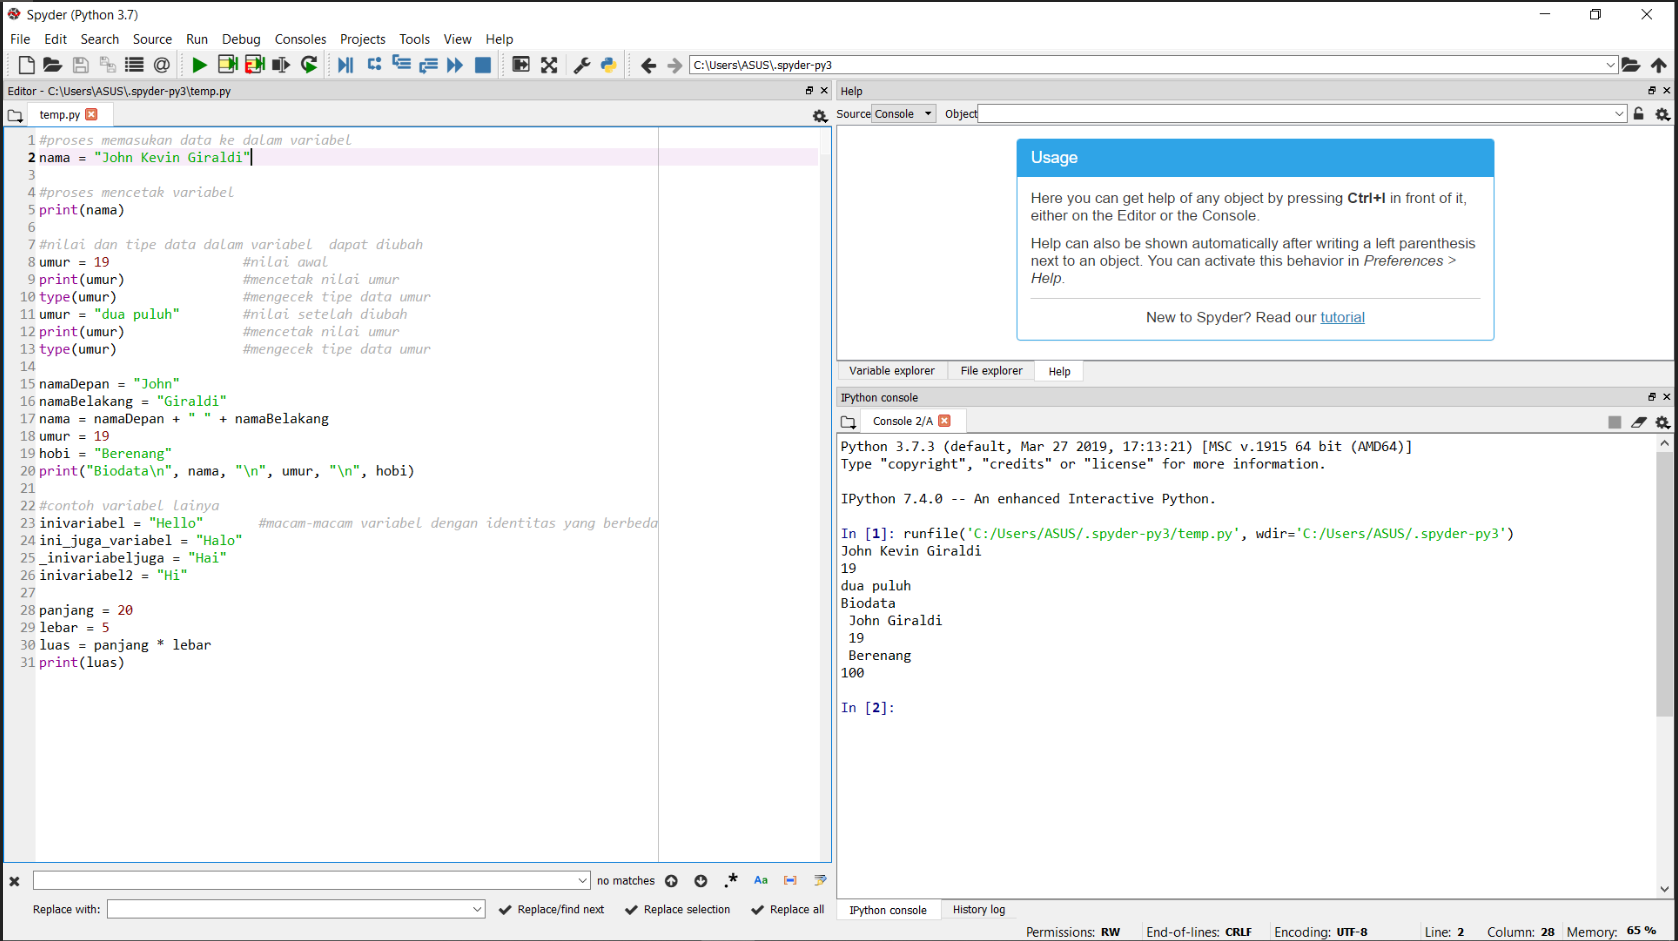 Spyder (Python 3.7)
File Edit Search Source Run Debug Consoles Projects Tools View Help
C:\Users\ASUS\.spyder-py3
Editor - C:\Users\ASUS\.spyder-py3\temp.py
temp.py
1 #proses memasukan data ke dalam variabel
2 nama = "John Kevin Giraldi"
3
4 #proses mencetak variabel
5 print(nama)
6
7 #nilai dan tipe data dalam variabel  dapat diubah
8 umur = 19                 #nilai awal
9 print(umur)               #mencetak nilai umur
10 type(umur)                #mengecek tipe data umur
11 umur = "dua puluh"        #nilai setelah diubah
12 print(umur)               #mencetak nilai umur
13 type(umur)                #mengecek tipe data umur
14
15 namaDepan = "John"
16 namaBelakang = "Giraldi"
17 nama = namaDepan + " " + namaBelakang
18 umur = 19
19 hobi = "Berenang"
20 print("Biodata\n", nama, "\n", umur, "\n", hobi)
21
22 #contoh variabel lainya
23 inivariabel = "Hello"       #macam-macam variabel dengan identitas yang berbeda
24 ini_juga_variabel = "Halo"
25 _inivariabeljuga = "Hai"
26 inivariabel2 = "Hi"
27
28 panjang = 20
29 lebar = 5
30 luas = panjang * lebar
31 print(luas)
no matches .* Aa
Replace with: Replace/find next Replace selection Replace all
Help
Source Console Object
Usage
Here you can get help of any object by pressing Ctrl+I in front of it,
either on the Editor or the Console.
Help can also be shown automatically after writing a left parenthesis
next to an object. You can activate this behavior in Preferences >
Help.
New to Spyder? Read our tutorial
Variable explorer File explorer Help
IPython console
Console 2/A
Python 3.7.3 (default, Mar 27 2019, 17:13:21) [MSC v.1915 64 bit (AMD64)]
Type "copyright", "credits" or "license" for more information.
IPython 7.4.0 -- An enhanced Interactive Python.
In [1]: runfile('C:/Users/ASUS/.spyder-py3/temp.py', wdir='C:/Users/ASUS/.spyder-py3')
John Kevin Giraldi
19
dua puluh
Biodata
 John Giraldi
 19
 Berenang
100
In [2]:
IPython console History log
Permissions: RW End-of-lines: CRLF Encoding: UTF-8 Line: 2 Column: 28 Memory: 65 %